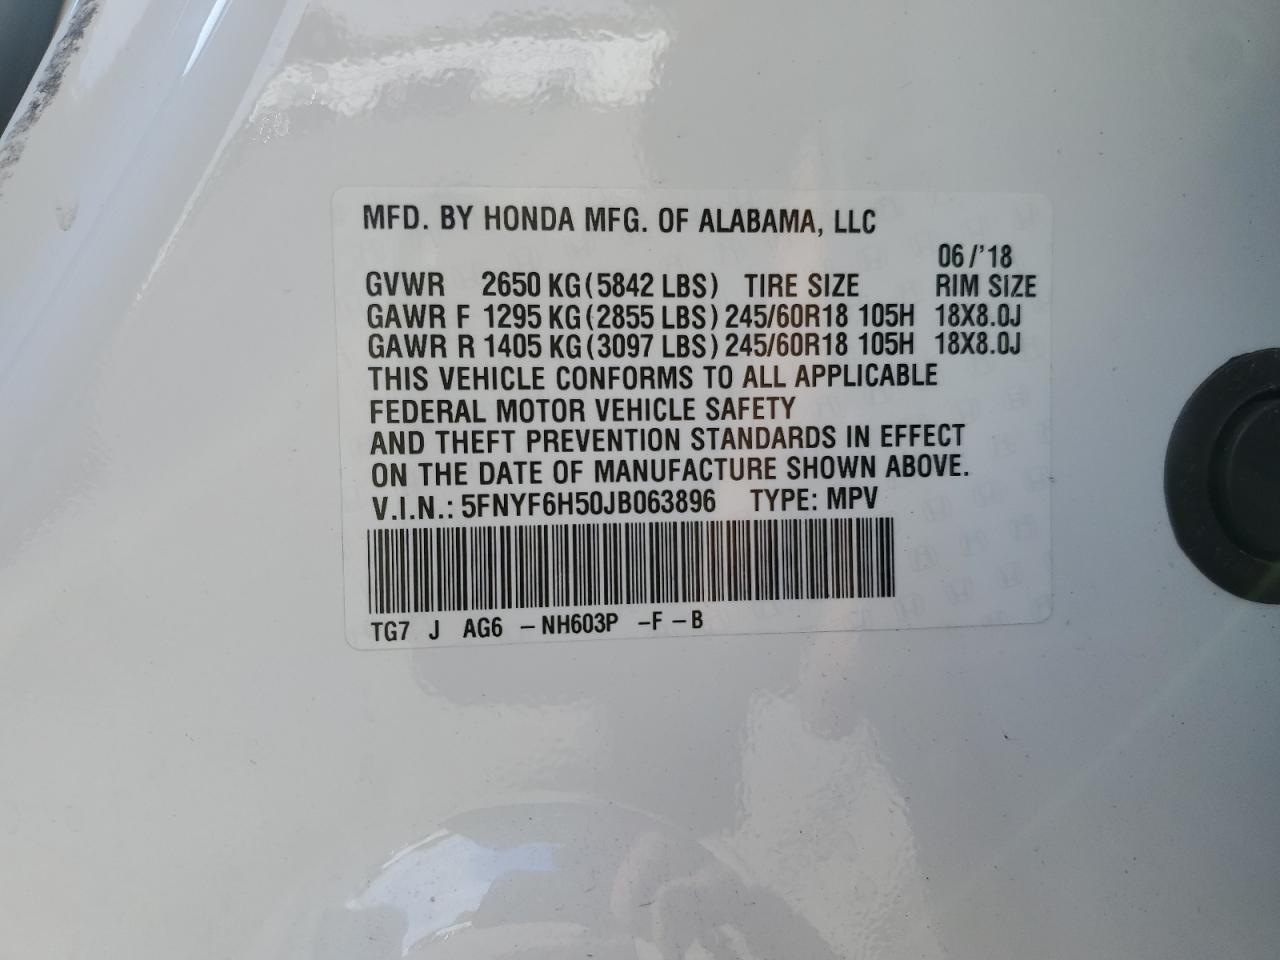 MFD. BY HONDA MFG. OF ALABAMA, LLC
06/'18
GVWR 2650 KG(5842 LBS) TIRE SIZE RIM SIZE
GAWR F 1295 KG(2855 LBS) 245/60R18 105H 18X8.0J
GAWR R 1405 KG(3097 LBS) 245/60R18 105H 18X8.0J
THIS VEHICLE CONFORMS TO ALL APPLICABLE
FEDERAL MOTOR VEHICLE SAFETY
AND THEFT PREVENTION STANDARDS IN EFFECT
ON THE DATE OF MANUFACTURE SHOWN ABOVE.
V.I.N.: 5FNYF6H50JB063896 TYPE: MPV
TG7 J AG6 -NH603P -F-B